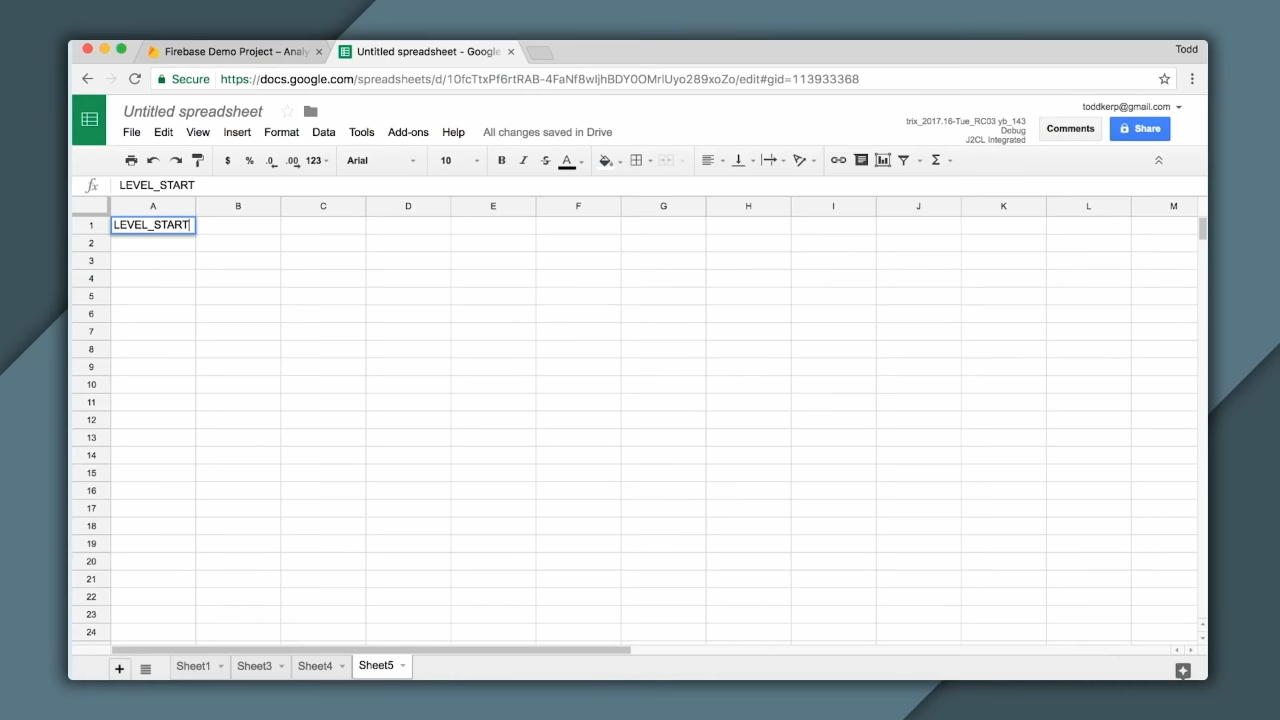 Firebase Demo Project – Analy
Untitled spreadsheet - Google
Todd
Secure
https://docs.google.com/spreadsheets/d/10fcTtxPf6rtRAB-4FaNf8wIjhBDY0OMrlUyo289xoZo/edit#gid=113933368
Untitled spreadsheet
toddkerp@gmail.com
File Edit View Insert Format Data Tools Add-ons Help All changes saved in Drive
trix_2017.16-Tue_RC03 yb_143
Debug
J2CL Integrated
Comments
Share
$ % .0 .00 123 Arial 10 B I S A Σ
fx LEVEL_START
A B C D E F G H I J K L M
1 LEVEL_START
2
3
4
5
6
7
8
9
10
11
12
13
14
15
16
17
18
19
20
21
22
23
24
+ Sheet1 Sheet3 Sheet4 Sheet5